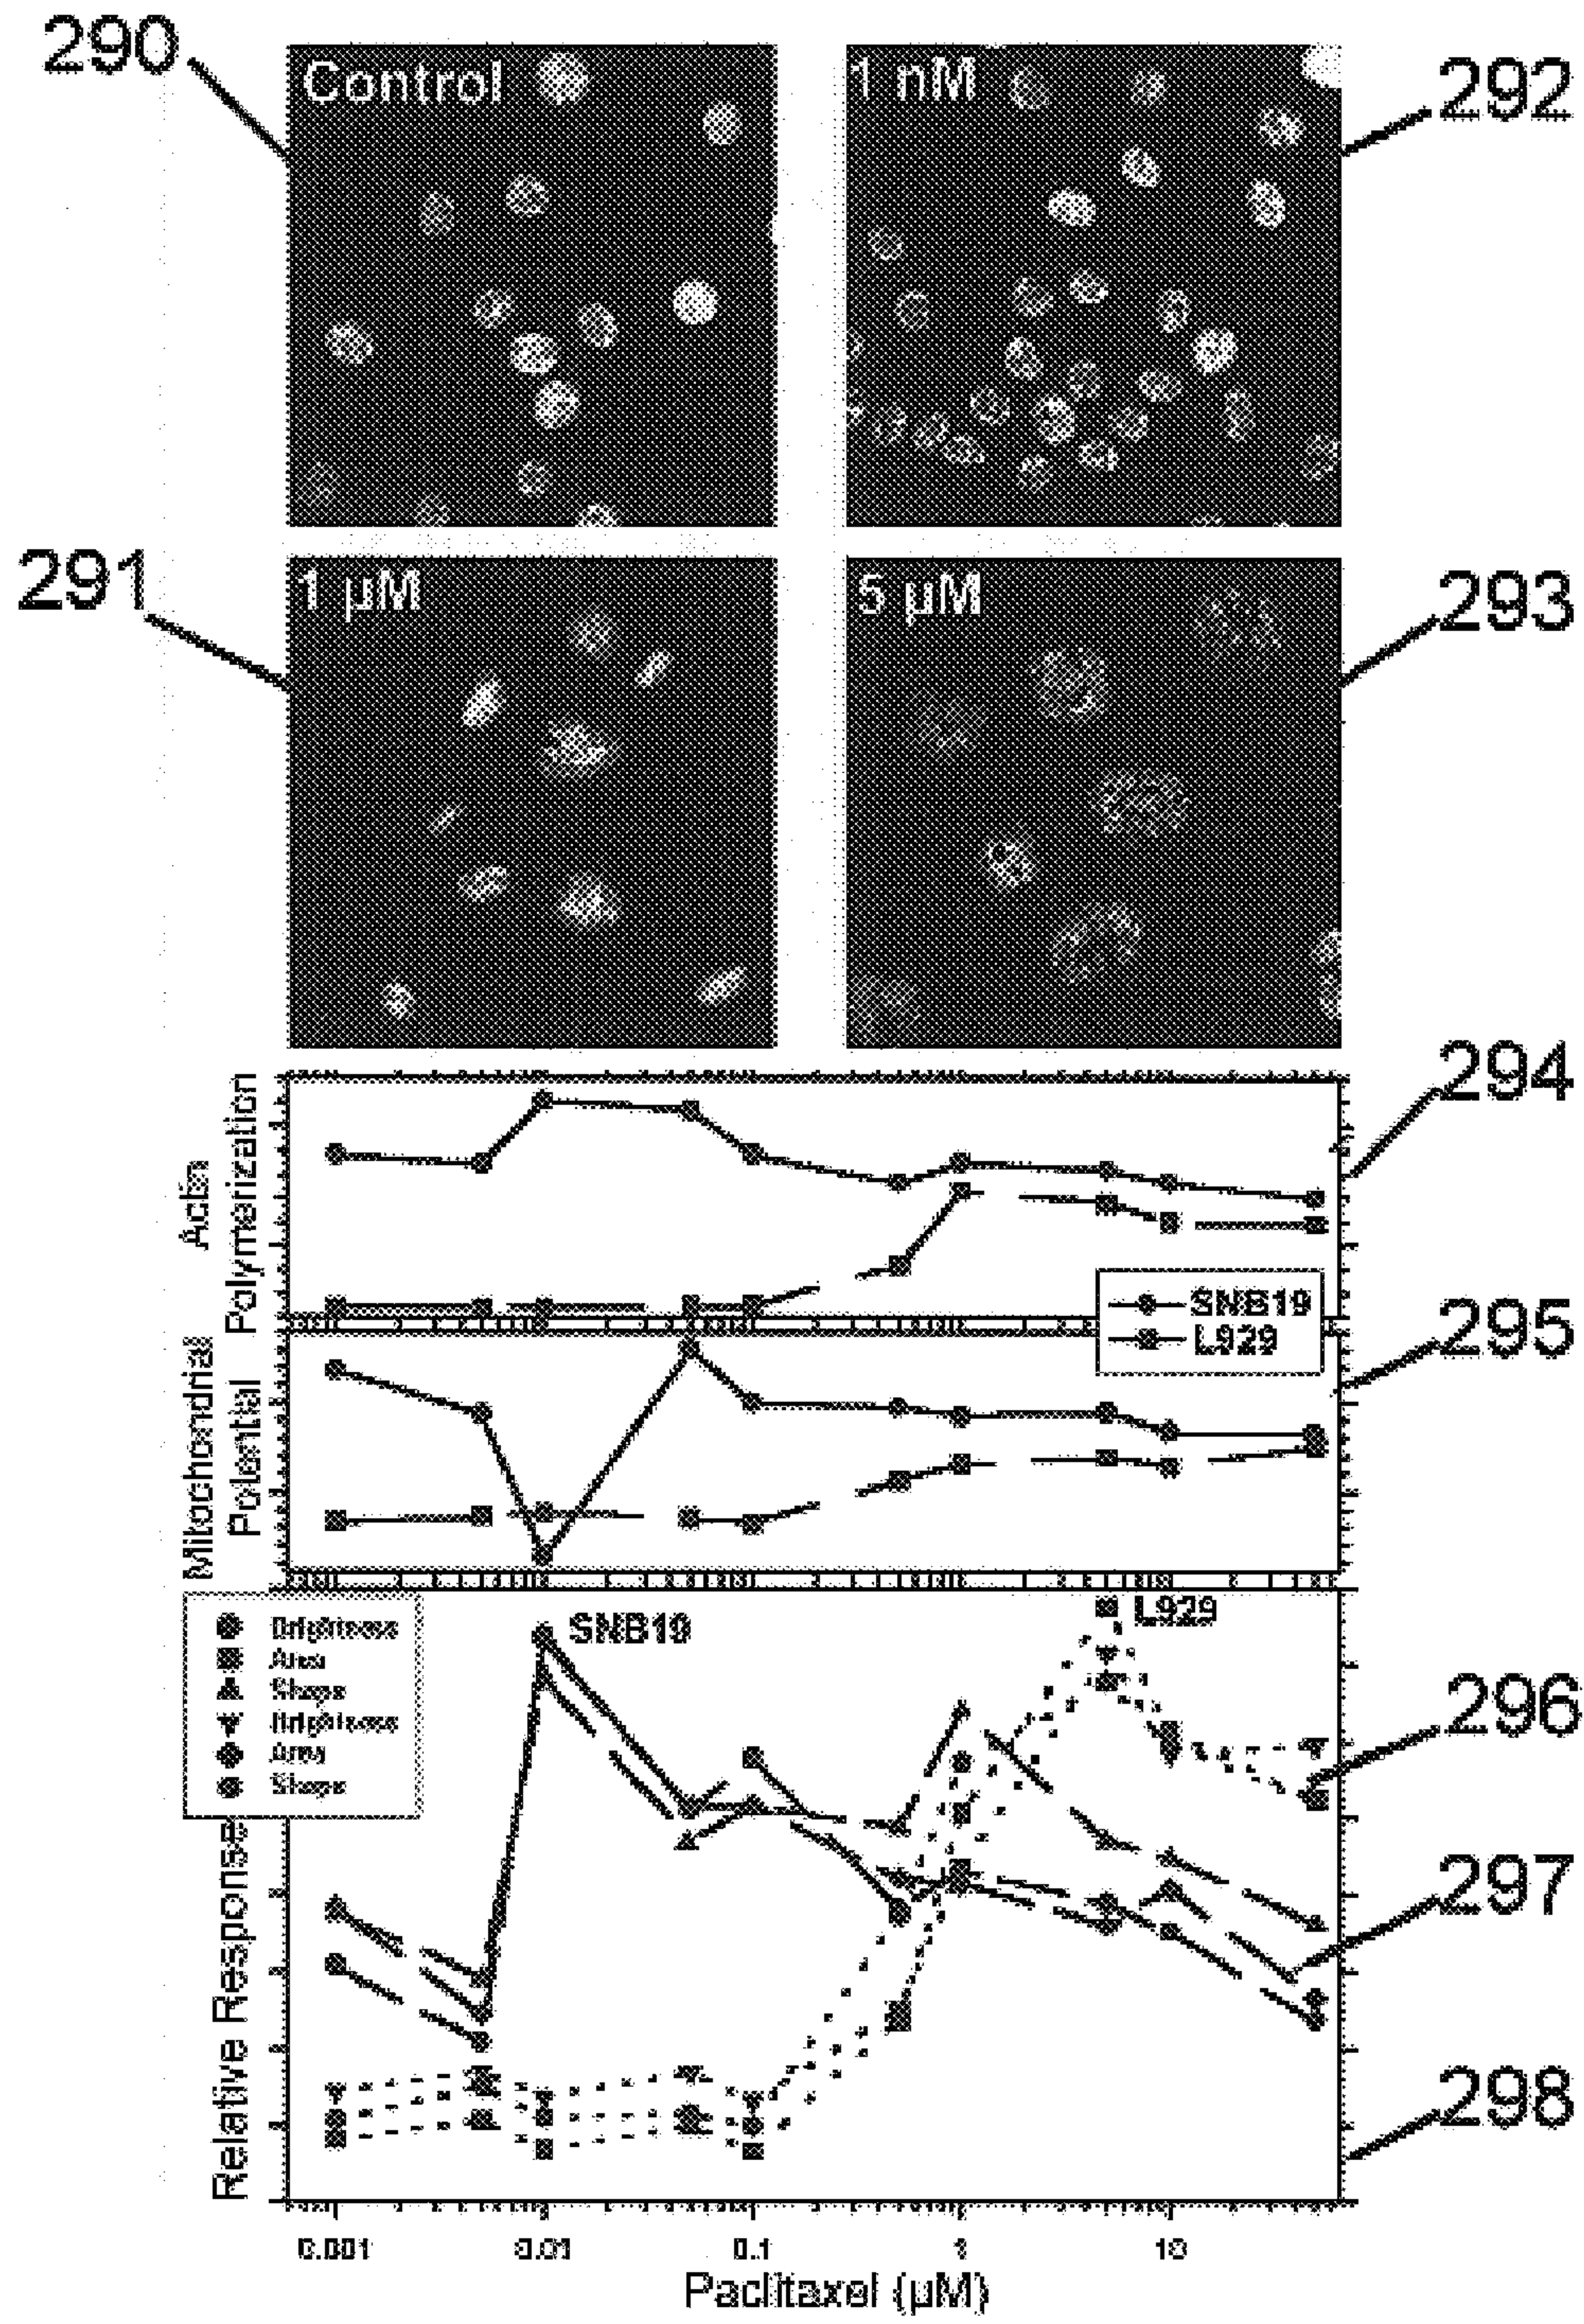 290
Control
1 nM
292
291
1 µM
5 µM
293
294
Actin
Polymerization
SNB19
L929
295
Mitochondrial
Potential
Brightness
Area
Shape
Brightness
Area
Shape
SNB19
L929
296
297
Relative Response
298
0.001
0.01
0.1
1
10
Paclitaxel (µM)